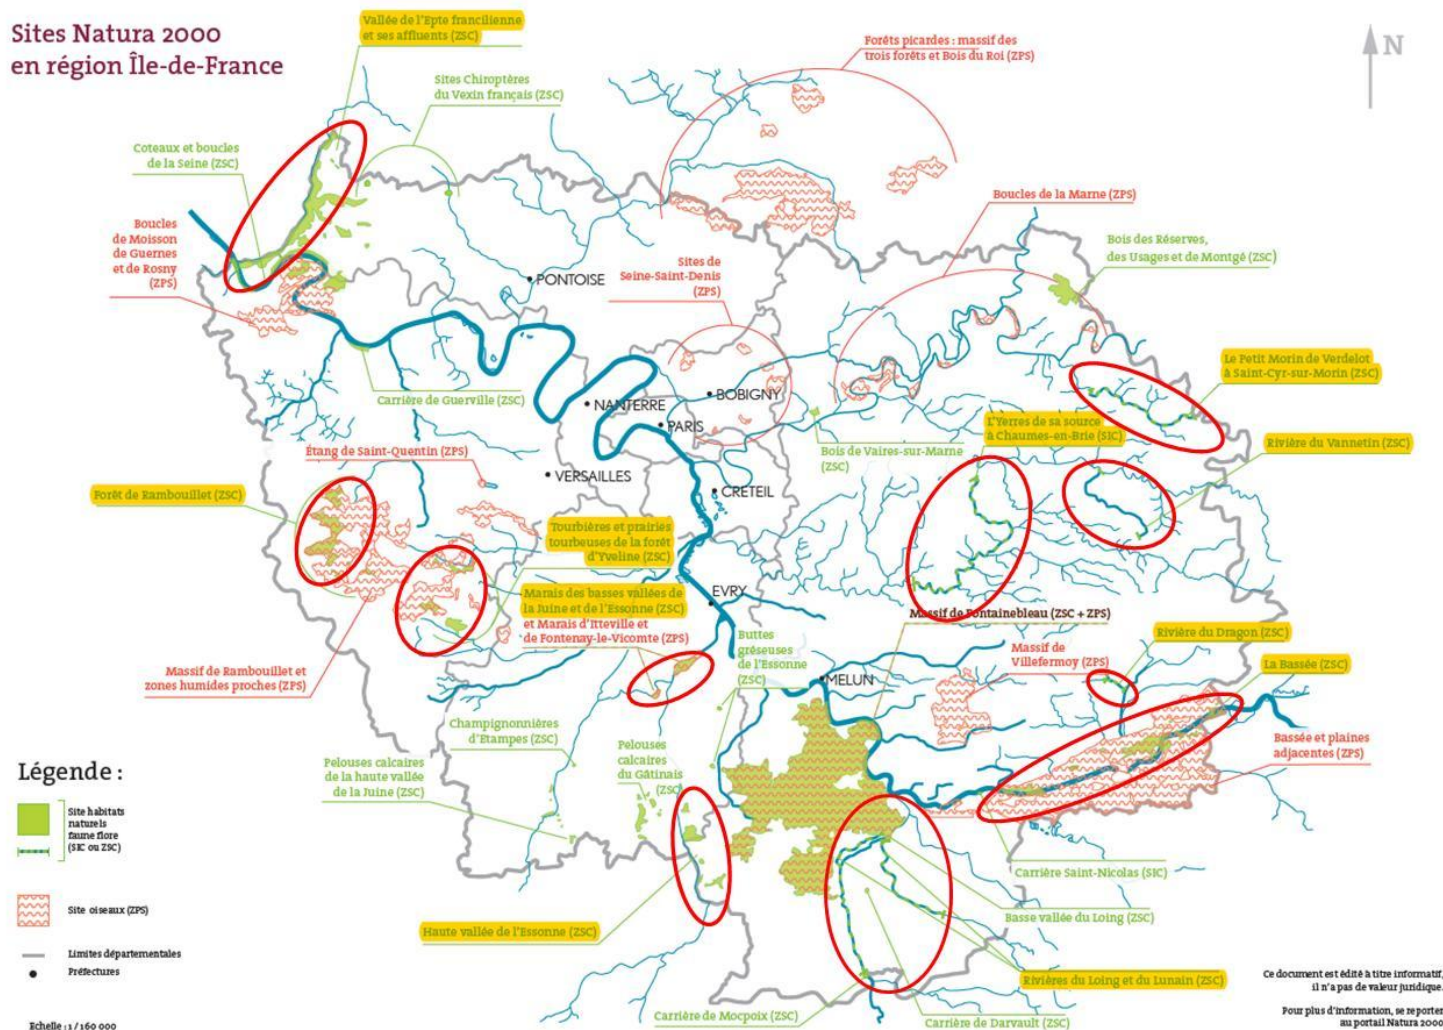 Sites Natura 2000
en région Île-de-France
Vallée de l'Epte francilienne
et ses affluents (ZSC)
Sites Chiroptères
du Vexin français (ZSC)
Forêts picardes : massif des
trois forêts et Bois du Roi (ZPS)
N
Coteaux et boucles
de la Seine (ZSC)
Boucles
de Moisson
de Guernes
et de Rosny
(ZPS)
Boucles de la Marne (ZPS)
Bois des Réserves,
des Usages et de Montgé (ZSC)
Sites de
Seine-Saint-Denis
(ZPS)
PONTOISE
Carrière de Guerville (ZSC)
NANTERRE
BOBIGNY
PARIS
Le Petit Morin de Verdelot
à Saint-Cyr-sur-Morin (ZSC)
L'Yerres de sa source
à Chaumes-en-Brie (SIC)
Rivière du Vannetin (ZSC)
Bois de Vaires-sur-Marne
(ZSC)
Étang de Saint-Quentin (ZPS)
VERSAILLES
CRETEIL
Forêt de Rambouillet (ZSC)
Tourbières et prairies
tourbeuses de la forêt
d'Yveline (ZSC)
Marais des basses vallées de
la Juine et de l'Essonne (ZSC)
et Marais d'Itteville et
de Fontenay-le-Vicomte (ZPS)
EVRY
Massif de Fontainebleau (ZSC + ZPS)
Buttes
gréseuses
de l'Essonne
(ZSC)
Massif de
Villefermoy (ZPS)
Rivière du Dragon (ZSC)
La Bassée (ZSC)
Massif de Rambouillet et
zones humides proches (ZPS)
MELUN
Champignonnières
d'Etampes (ZSC)
Pelouses
calcaires
du Gâtinais
(ZSC)
Bassée et plaines
adjacentes (ZPS)
Pelouses calcaires
de la haute vallée
de la Juine (ZSC)
Légende :
Site habitats
naturels
faune flore
(SIC ou ZSC)
Site oiseaux (ZPS)
Limites départementales
Préfectures
Echelle : 1 / 160 000
Carrière Saint-Nicolas (SIC)
Basse vallée du Loing (ZSC)
Haute vallée de l'Essonne (ZSC)
Rivières du Loing et du Lunain (ZSC)
Carrière de Mocpoix (ZSC)
Carrière de Darvault (ZSC)
Ce document est édité à titre informatif,
il n'a pas de valeur juridique.
Pour plus d'information, se reporter
au portail Natura 2000